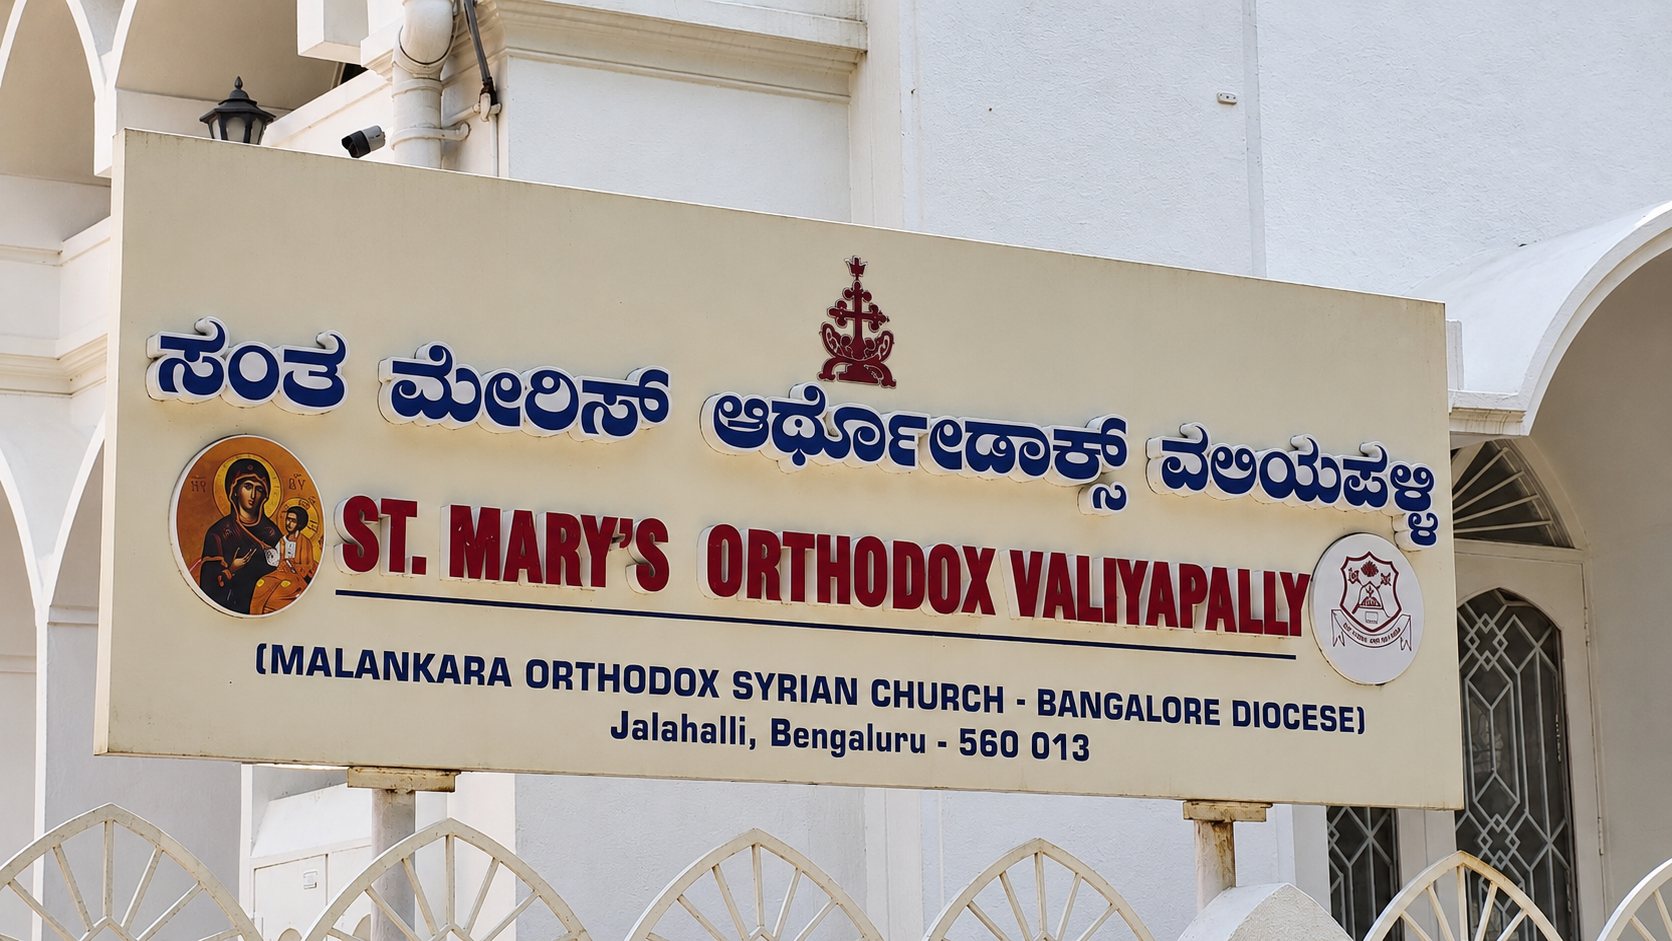 ಸಂತ ಮೇರಿಸ್ ಆರ್ಥೊರ್ಡಾಕ್ಸ್ ವಲಿಯಪಳ್ಳಿ
ST. MARY'S ORTHODOX VALIYAPALLY
(MALANKARA ORTHODOX SYRIAN CHURCH - BANGALORE DIOCESE)
Jalahalli, Bengaluru - 560 013